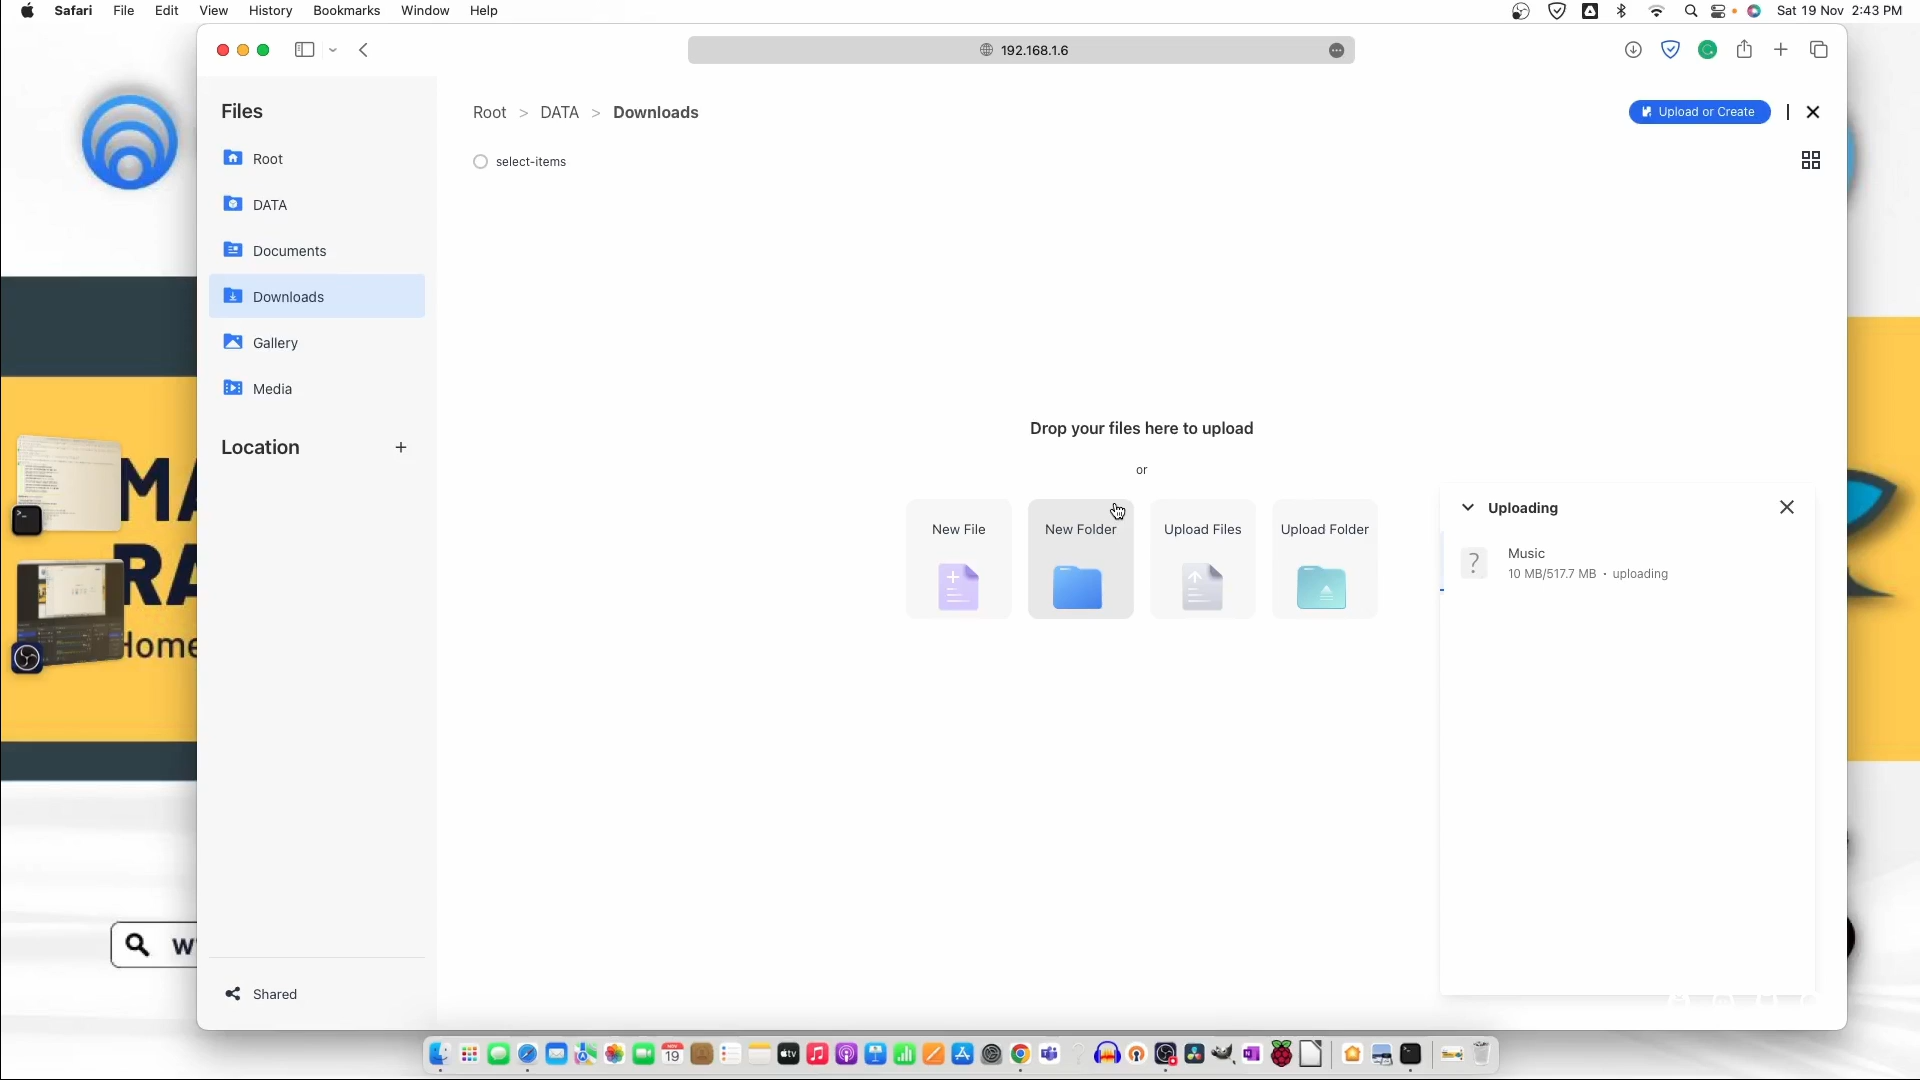 Safari File Edit View History Bookmarks Window Help
Sat 19 Nov 2:43 PM
192.168.1.6
Files
Root > DATA > Downloads
Upload or Create
select-items
Root
DATA
Documents
Downloads
Gallery
Media
Location +
Drop your files here to upload
or
New File
New Folder
Upload Files
Upload Folder
Uploading
?
Music
10 MB/517.7 MB · uploading
MA
RA
Home
W
Shared
NOV
19
tv